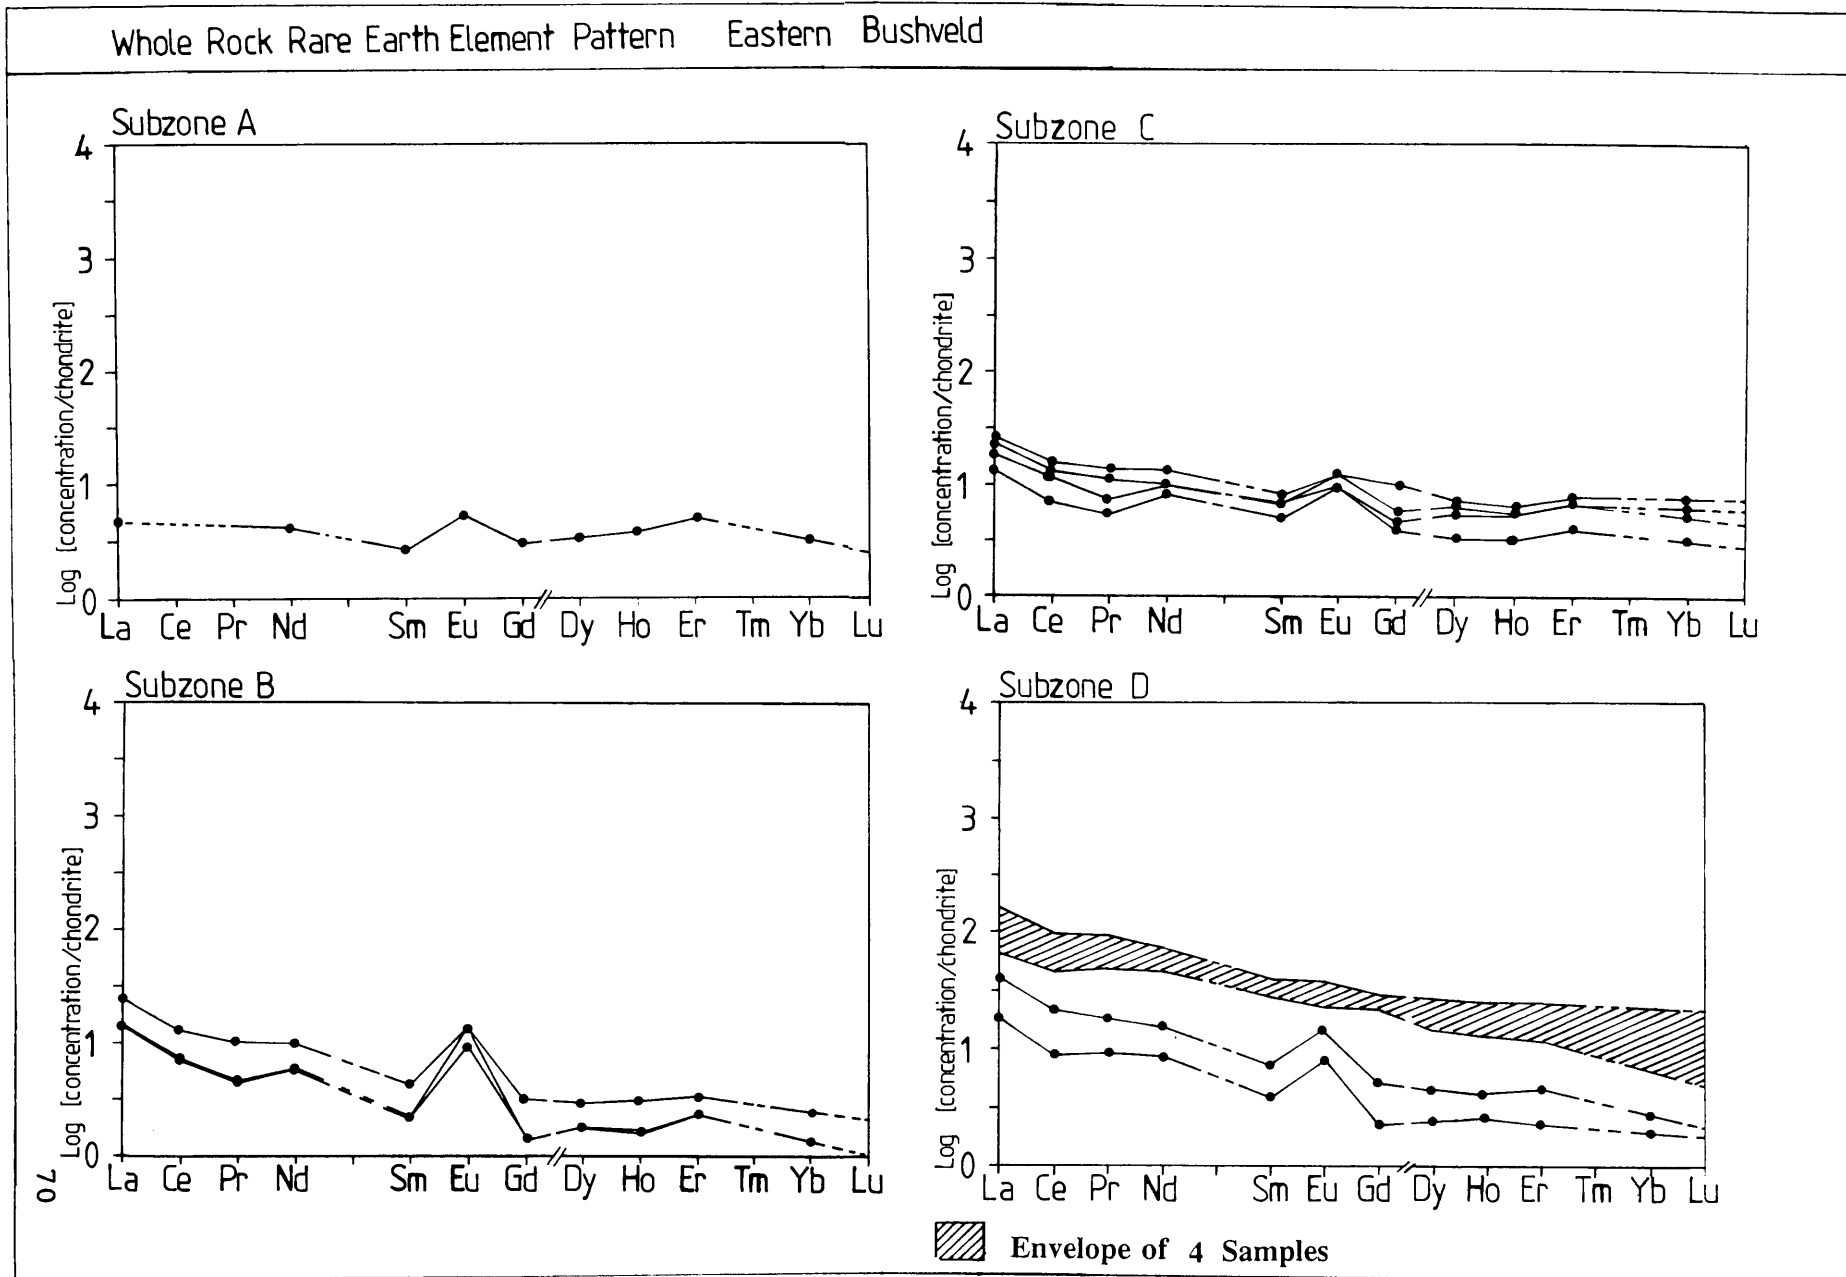 Whole Rock Rare Earth Element Pattern Eastern Bushveld
Subzone A
4
3
2
1
0
Log [concentration/chondrite]
La Ce Pr Nd Sm Eu Gd Dy Ho Er Tm Yb Lu
Subzone C
4
3
2
1
0
Log [concentration/chondrite]
La Ce Pr Nd Sm Eu Gd Dy Ho Er Tm Yb Lu
Subzone B
4
3
2
1
0
Log [concentration/chondrite]
La Ce Pr Nd Sm Eu Gd Dy Ho Er Tm Yb Lu
Subzone D
4
3
2
1
0
Log [concentration/chondrite]
La Ce Pr Nd Sm Eu Gd Dy Ho Er Tm Yb Lu
Envelope of 4 Samples
70